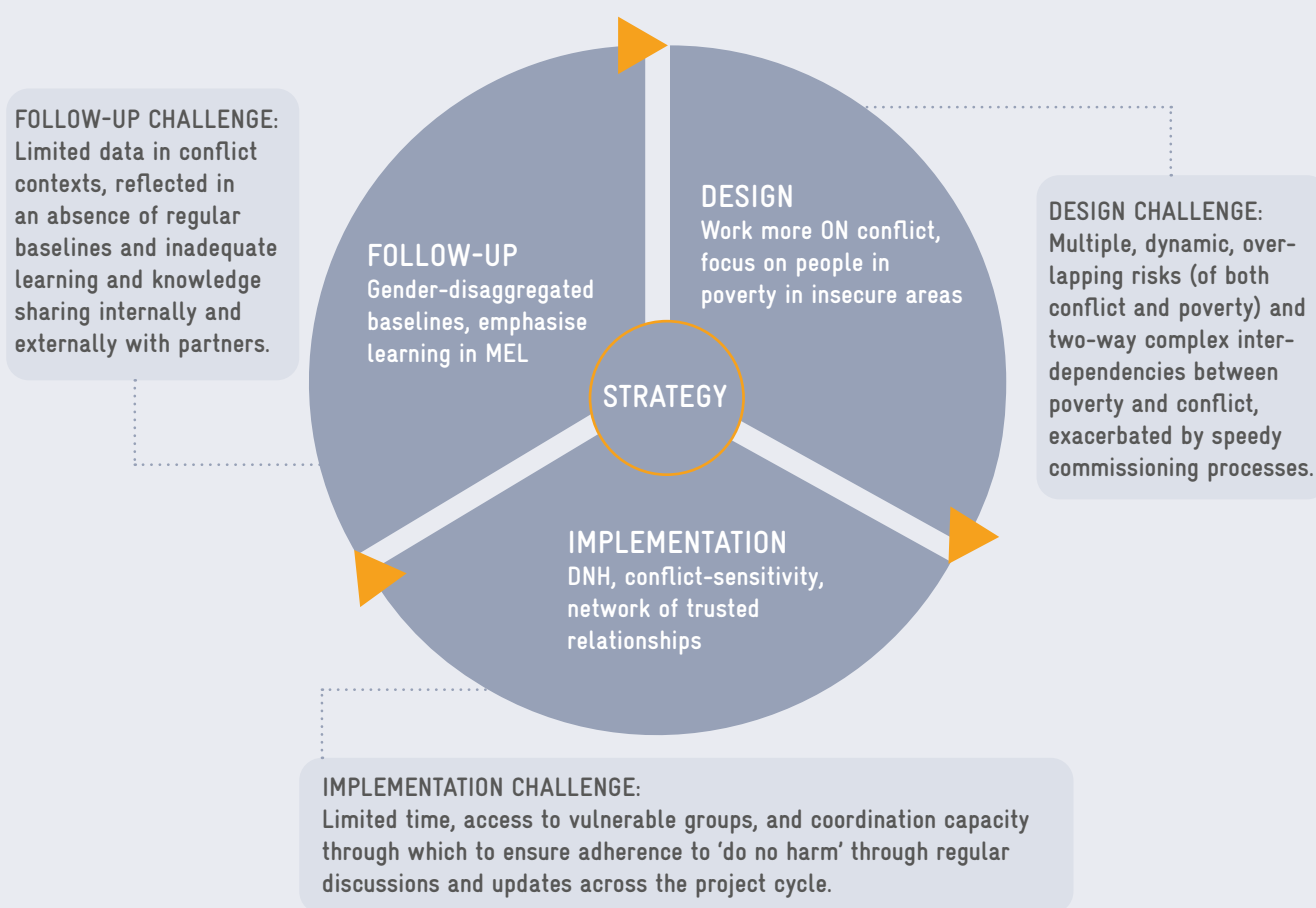 FOLLOW-UP CHALLENGE:
Limited data in conflict
contexts, reflected in
an absence of regular
baselines and inadequate
learning and knowledge
sharing internally and
externally with partners.
FOLLOW-UP
Gender-disaggregated
baselines, emphasise
learning in MEL
DESIGN
Work more ON conflict,
focus on people in
poverty in insecure areas
STRATEGY
DESIGN CHALLENGE:
Multiple, dynamic, over-
lapping risks (of both
conflict and poverty) and
two-way complex inter-
dependencies between
poverty and conflict,
exacerbated by speedy
commissioning processes.
IMPLEMENTATION
DNH, conflict-sensitivity,
network of trusted
relationships
IMPLEMENTATION CHALLENGE:
Limited time, access to vulnerable groups, and coordination capacity
through which to ensure adherence to ‘do no harm’ through regular
discussions and updates across the project cycle.